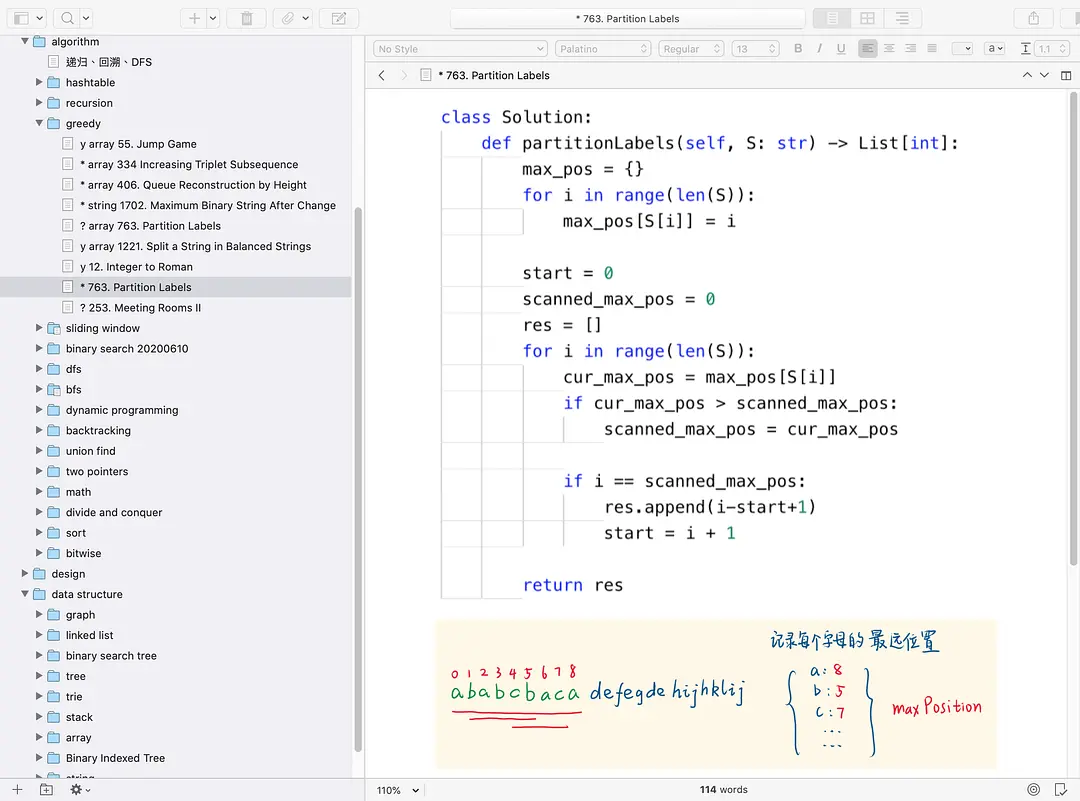 * 763. Partition Labels
algorithm
递归、回溯、DFS
hashtable
recursion
greedy
y array 55. Jump Game
* array 334 Increasing Triplet Subsequence
* array 406. Queue Reconstruction by Height
* string 1702. Maximum Binary String After Change
? array 763. Partition Labels
y array 1221. Split a String in Balanced Strings
y 12. Integer to Roman
* 763. Partition Labels
? 253. Meeting Rooms II
sliding window
binary search 20200610
dfs
bfs
dynamic programming
backtracking
union find
two pointers
math
divide and conquer
sort
bitwise
design
data structure
graph
linked list
binary search tree
tree
trie
stack
array
Binary Indexed Tree
No Style Palatino Regular 13 B I U a 1.1
* 763. Partition Labels
class Solution:
def partitionLabels(self, S: str) -> List[int]:
max_pos = {}
for i in range(len(S)):
max_pos[S[i]] = i
start = 0
scanned_max_pos = 0
res = []
for i in range(len(S)):
cur_max_pos = max_pos[S[i]]
if cur_max_pos > scanned_max_pos:
scanned_max_pos = cur_max_pos
if i == scanned_max_pos:
res.append(i-start+1)
start = i + 1
return res
记录每个字母的最远位置
0 1 2 3 4 5 6 7 8
ababcbaca defegde hijhklij
{ a: 8
b: 5
c: 7
...
... }
maxPosition
110%
114 words